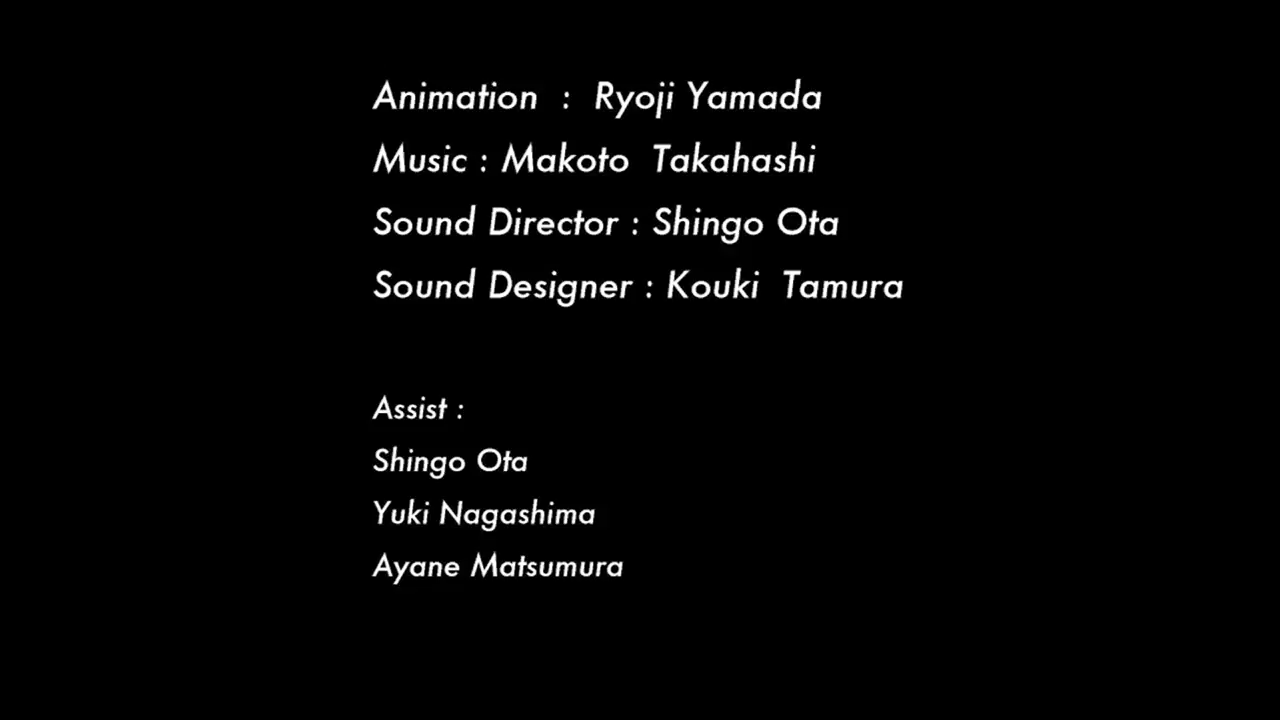 Animation : Ryoji Yamada
Music : Makoto Takahashi
Sound Director : Shingo Ota
Sound Designer : Kouki Tamura
Assist :
Shingo Ota
Yuki Nagashima
Ayane Matsumura